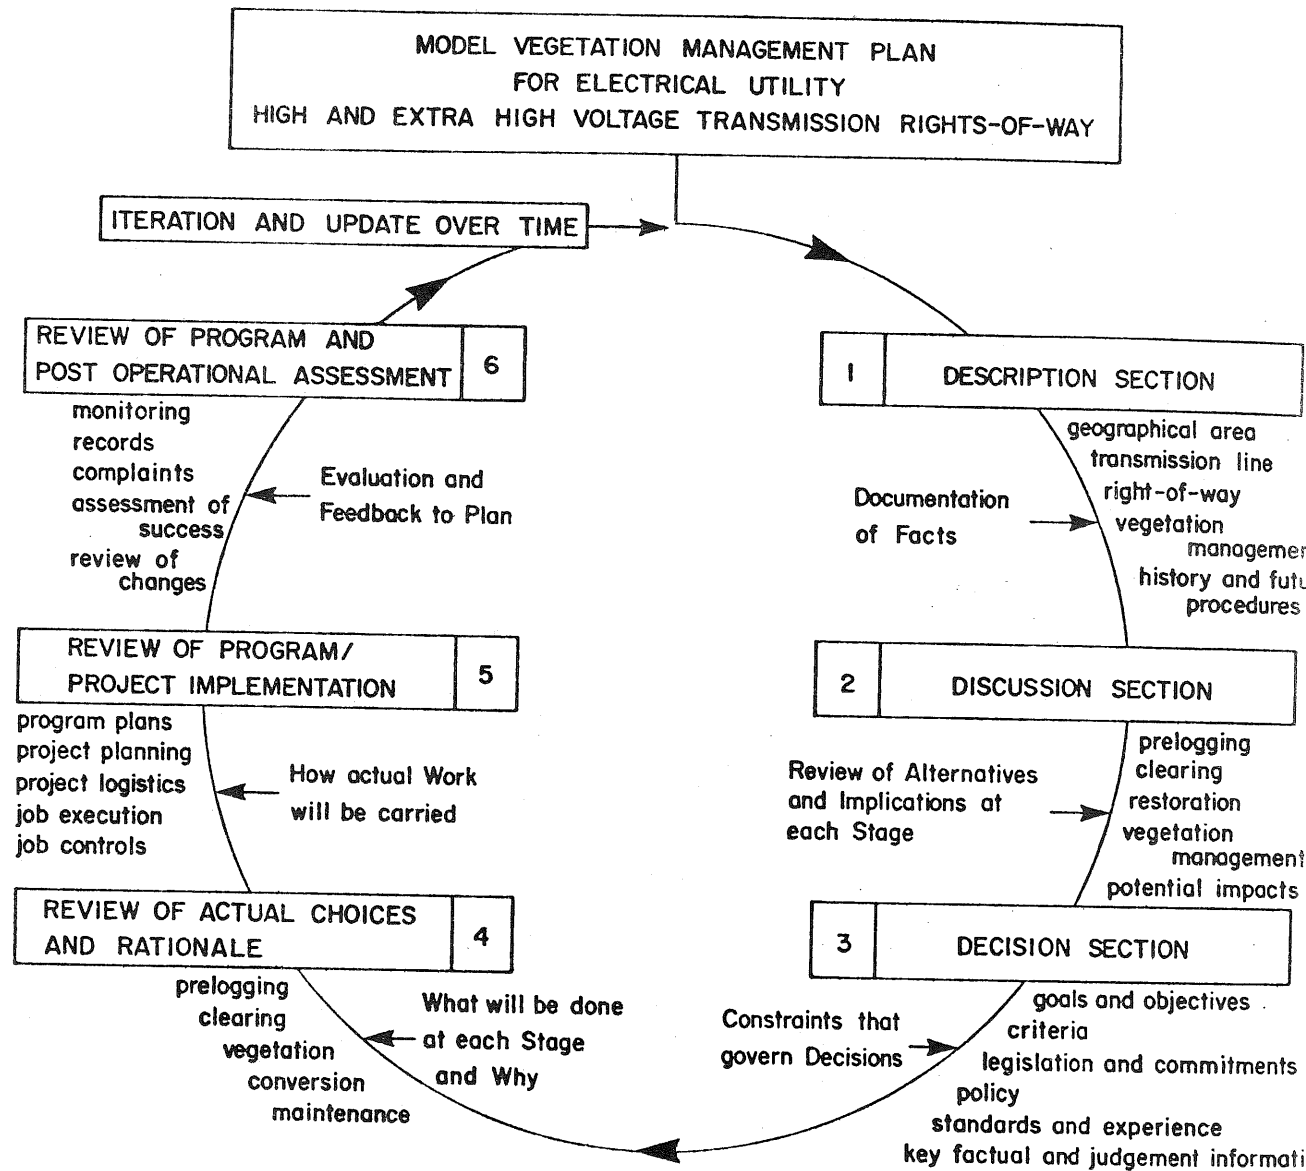 MODEL VEGETATION MANAGEMENT PLAN
FOR ELECTRICAL UTILITY
HIGH AND EXTRA HIGH VOLTAGE TRANSMISSION RIGHTS-OF-WAY
ITERATION AND UPDATE OVER TIME
1
DESCRIPTION SECTION
geographical area
transmission line
right-of-way
vegetation
managemen
history and futu
procedures
Documentation
of Facts
2
DISCUSSION SECTION
prelogging
clearing
restoration
vegetation
management
potential impacts
Review of Alternatives
and Implications at
each Stage
3
DECISION SECTION
goals and objectives
criteria
legislation and commitments
policy
standards and experience
key factual and judgement informati
Constraints that
govern Decisions
REVIEW OF ACTUAL CHOICES
AND RATIONALE
4
prelogging
clearing
vegetation
conversion
maintenance
What will be done
at each Stage
and Why
REVIEW OF PROGRAM/
PROJECT IMPLEMENTATION
5
program plans
project planning
project logistics
job execution
job controls
How actual Work
will be carried
REVIEW OF PROGRAM AND
POST OPERATIONAL ASSESSMENT
6
monitoring
records
complaints
assessment of
success
review of
changes
Evaluation and
Feedback to Plan